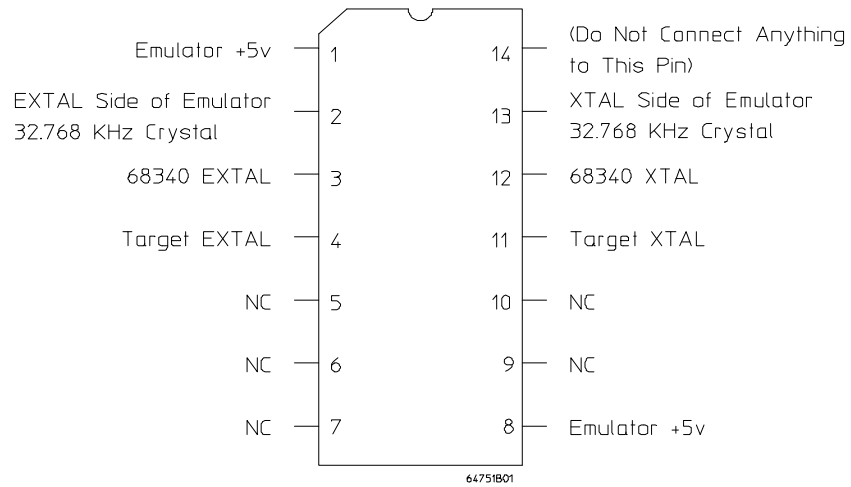 Emulator +5v 1
EXTAL Side of Emulator
32.768 KHz Crystal 2
68340 EXTAL 3
Target EXTAL 4
NC 5
NC 6
NC 7
14 (Do Not Connect Anything
to This Pin)
13 XTAL Side of Emulator
32.768 KHz Crystal
12 68340 XTAL
11 Target XTAL
10 NC
9 NC
8 Emulator +5v
64751B01